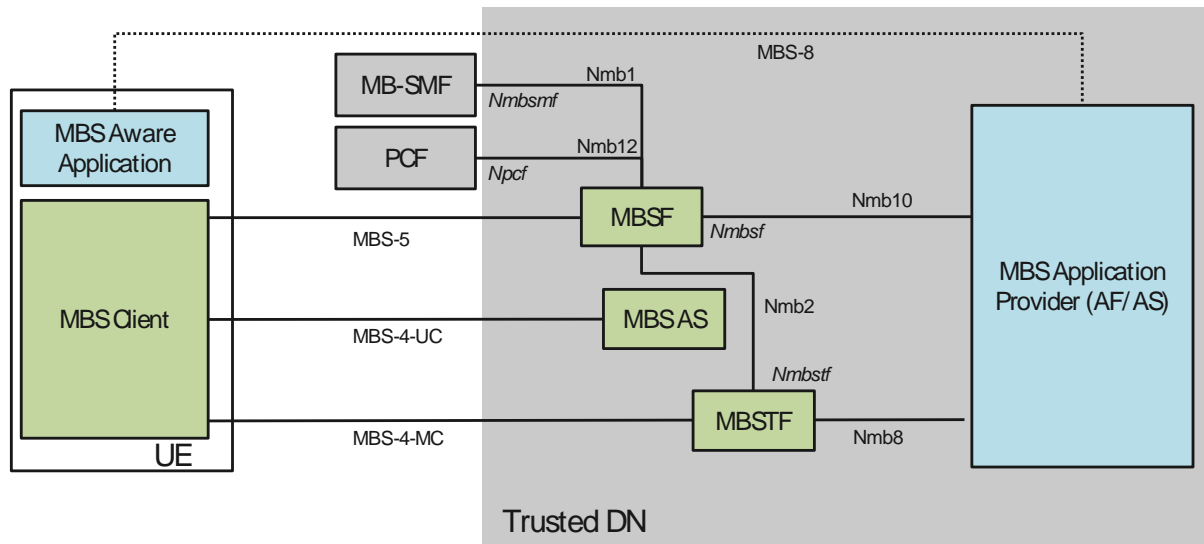 MBS-8
MB-SMF
Nmbsmf
Nmb1
MBS Aware
Application
PCF
Npcf
Nmb12
MBSF
Nmbsf
Nmb10
MBS-5
MBS Application
Provider (AF/AS)
MBS Client
MBS AS
Nmb2
MBS-4-UC
Nmbstf
MBSTF
MBS-4-MC
Nmb8
UE
Trusted DN